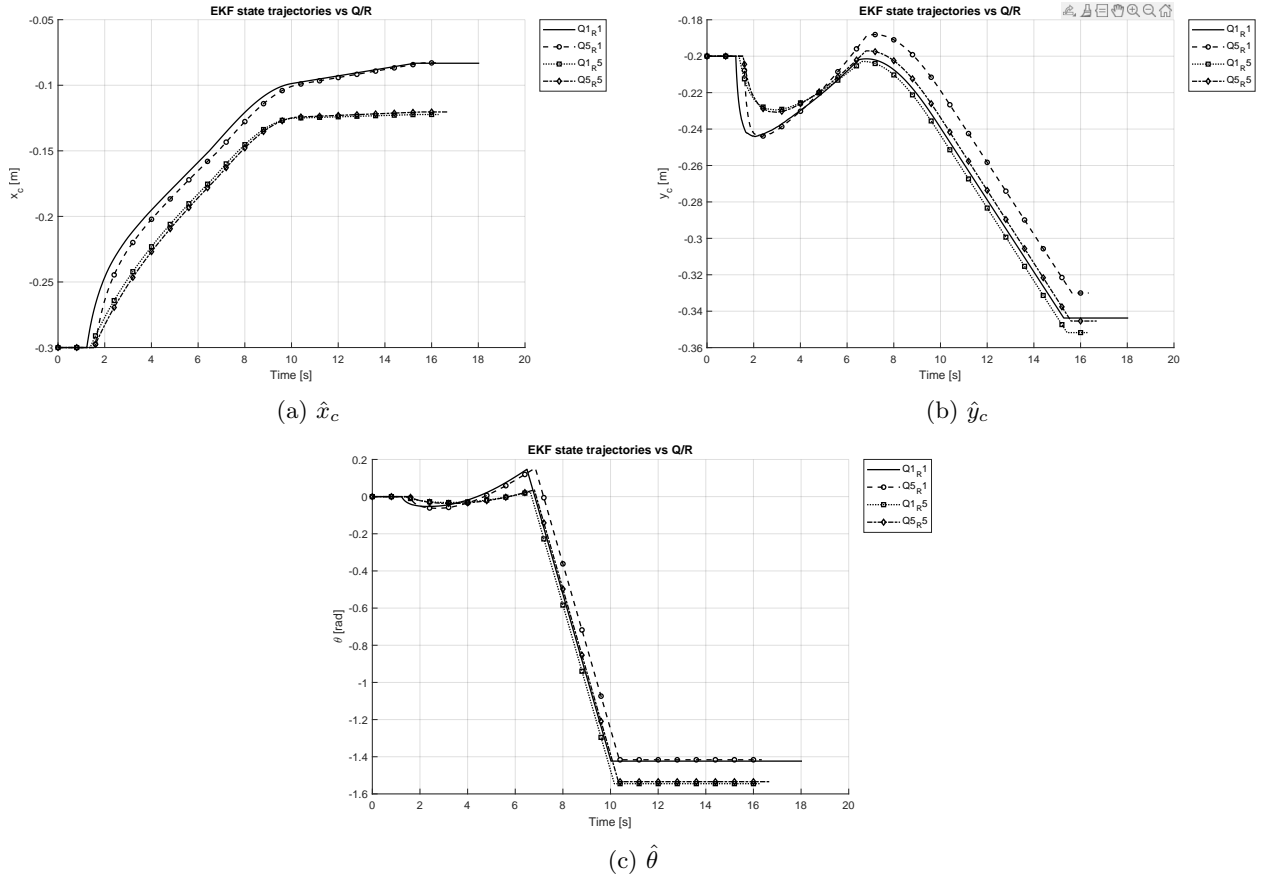 EKF state trajectories vs Q/R
-0.05
-0.1
-0.15
-0.2
-0.25
-0.3
x_c [m]
0 2 4 6 8 10 12 14 16 18 20
Time [s]
Q1_R1
Q5_R1
Q1_R5
Q5_R5
(a) x̂_c
EKF state trajectories vs Q/R
-0.18
-0.2
-0.22
-0.24
-0.26
-0.28
-0.3
-0.32
-0.34
-0.36
y_c [m]
0 2 4 6 8 10 12 14 16 18 20
Time [s]
Q1_R1
Q5_R1
Q1_R5
Q5_R5
(b) ŷ_c
EKF state trajectories vs Q/R
0.2
0
-0.2
-0.4
-0.6
-0.8
-1
-1.2
-1.4
-1.6
θ [rad]
0 2 4 6 8 10 12 14 16 18 20
Time [s]
Q1_R1
Q5_R1
Q1_R5
Q5_R5
(c) θ̂